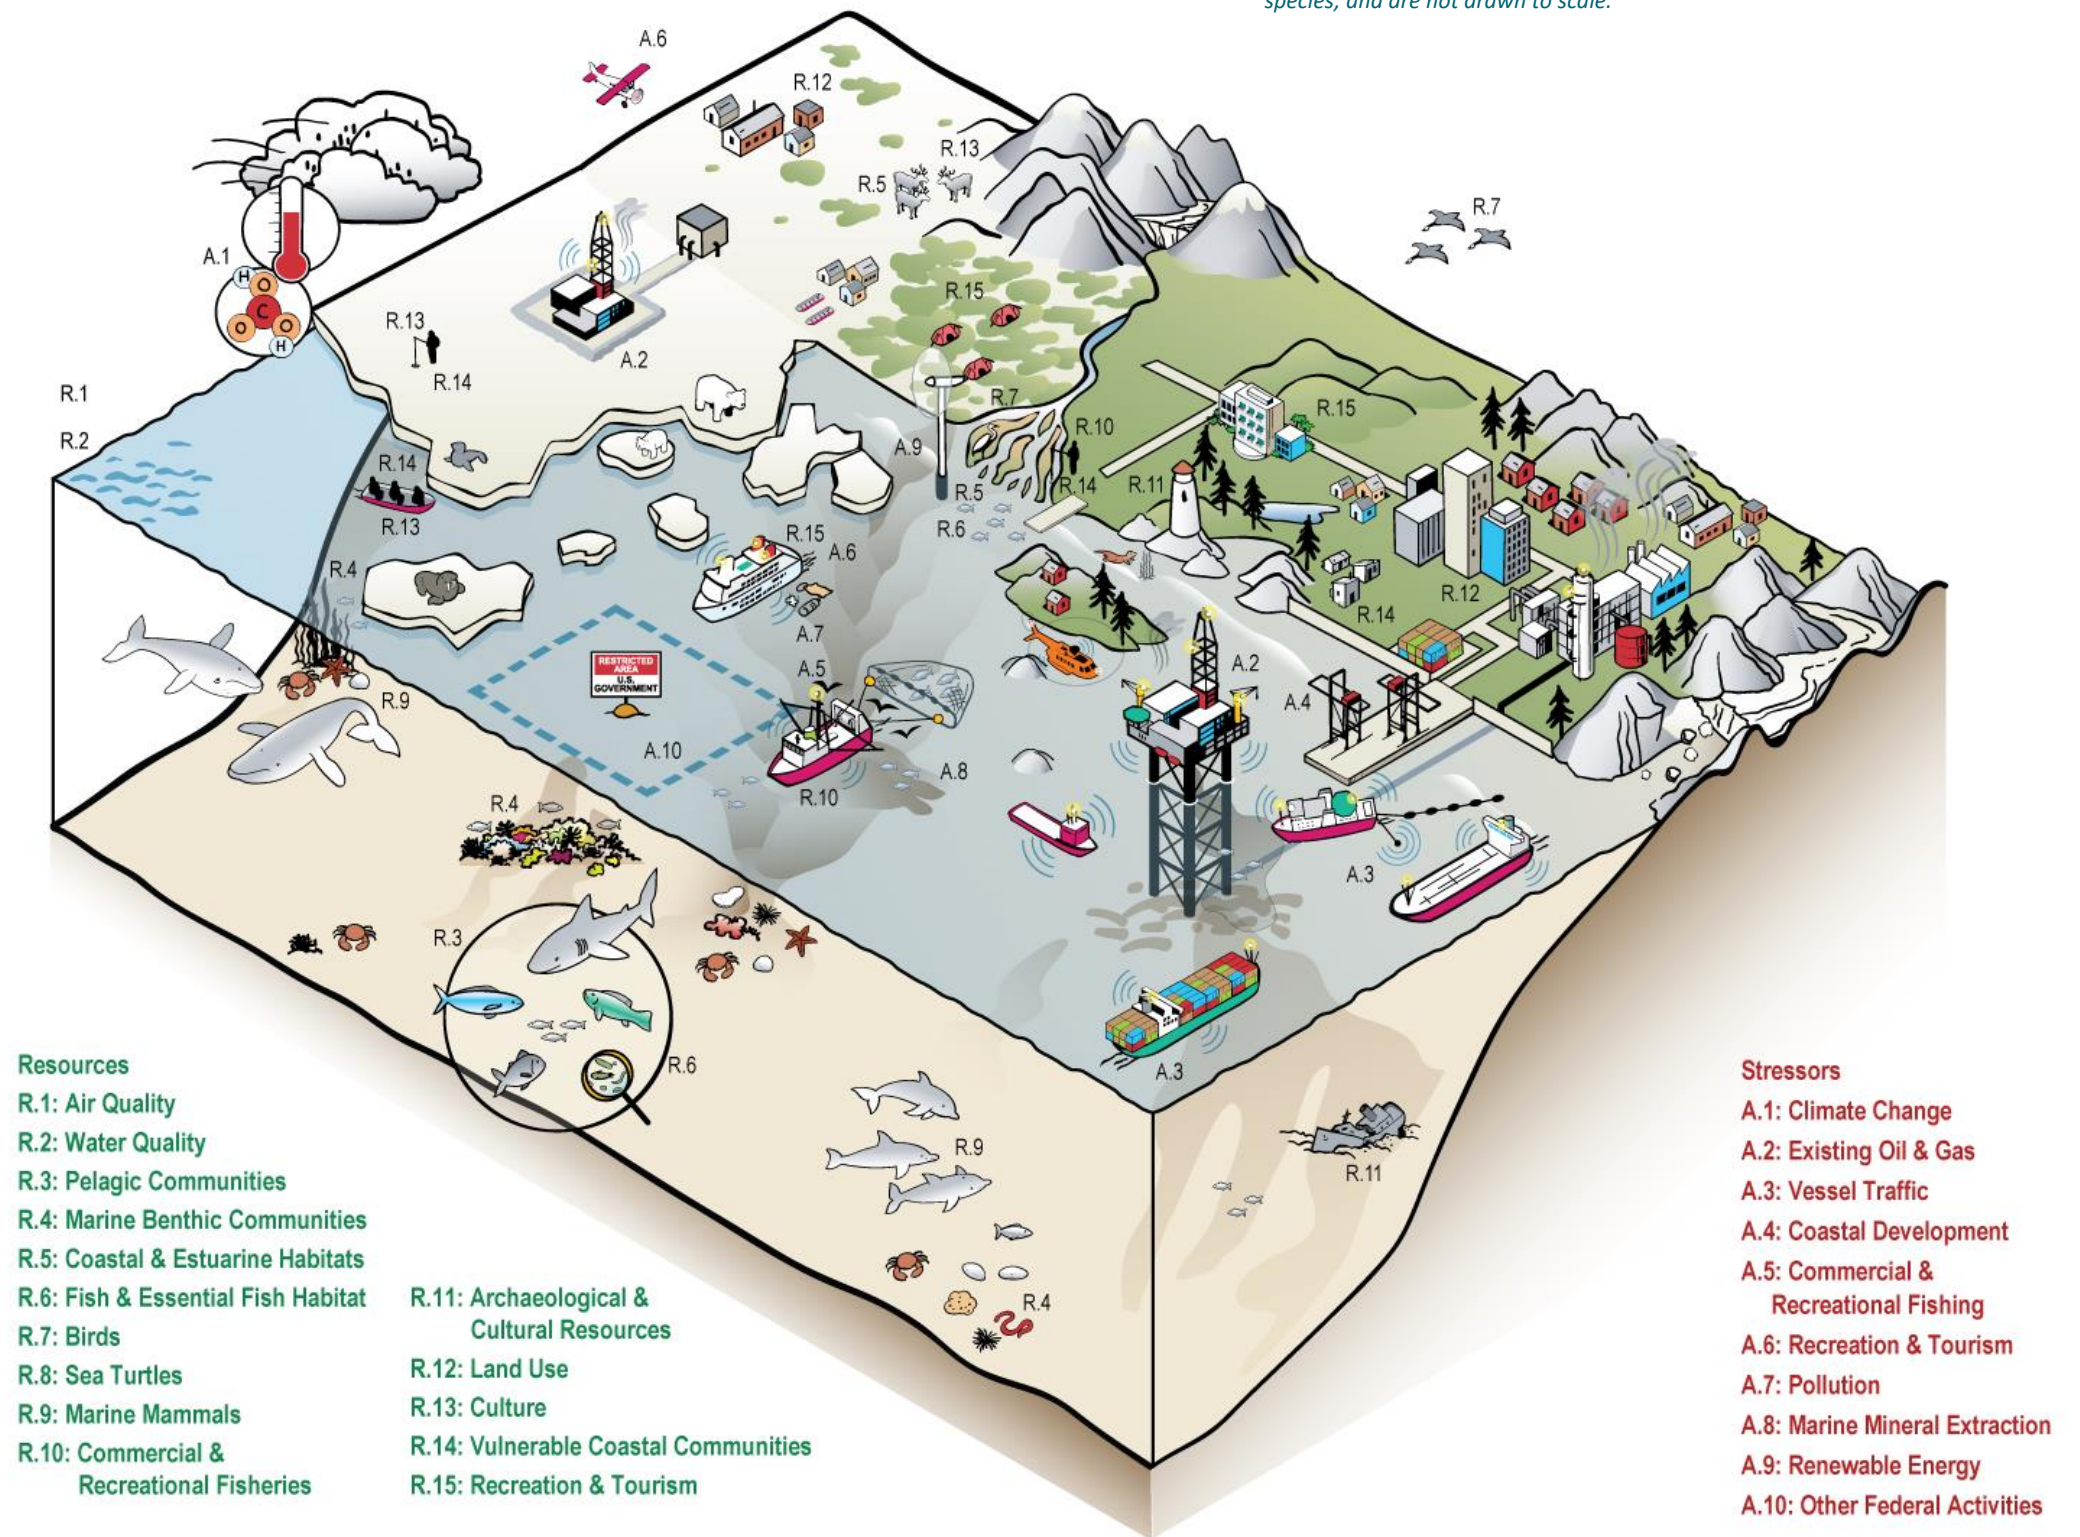 species, and are not drawn to scale.
A.6
R.12
R.13
R.5
R.7
A.1
H
O
C
O
O
H
R.15
R.13
A.2
R.14
R.1
R.7
R.15
R.2
R.10
A.9
R.14
R.11
R.14
R.5
R.13
R.6
R.15
A.6
R.4
R.12
R.14
A.7
RESTRICTED
AREA
U.S.
GOVERNMENT
A.5
A.2
R.9
A.4
A.10
A.8
R.10
R.4
A.3
R.3
R.6
A.3
R.9
R.11
R.4
Resources
R.1: Air Quality
R.2: Water Quality
R.3: Pelagic Communities
R.4: Marine Benthic Communities
R.5: Coastal & Estuarine Habitats
R.6: Fish & Essential Fish Habitat
R.7: Birds
R.8: Sea Turtles
R.9: Marine Mammals
R.10: Commercial &
Recreational Fisheries
R.11: Archaeological &
Cultural Resources
R.12: Land Use
R.13: Culture
R.14: Vulnerable Coastal Communities
R.15: Recreation & Tourism
Stressors
A.1: Climate Change
A.2: Existing Oil & Gas
A.3: Vessel Traffic
A.4: Coastal Development
A.5: Commercial &
Recreational Fishing
A.6: Recreation & Tourism
A.7: Pollution
A.8: Marine Mineral Extraction
A.9: Renewable Energy
A.10: Other Federal Activities